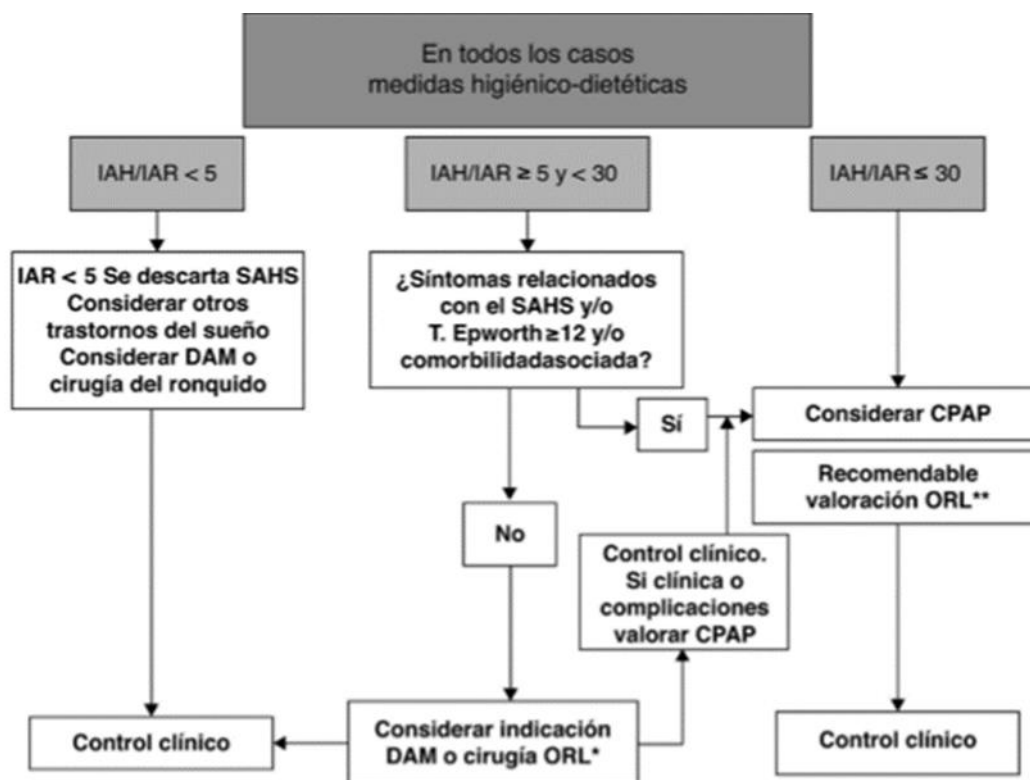 En todos los casos
medidas higiénico-dietéticas
IAH/IAR < 5
IAH/IAR ≥ 5 y < 30
IAH/IAR ≤ 30
IAR < 5 Se descarta SAHS
Considerar otros
trastornos del sueño
Considerar DAM o
cirugía del ronquido
¿Síntomas relacionados
con el SAHS y/o
T. Epworth≥12 y/o
comorbilidadasociada?
Sí
Considerar CPAP
Recomendable
valoración ORL**
No
Control clínico.
Si clínica o
complicaciones
valorar CPAP
Control clínico
Considerar indicación
DAM o cirugía ORL*
Control clínico